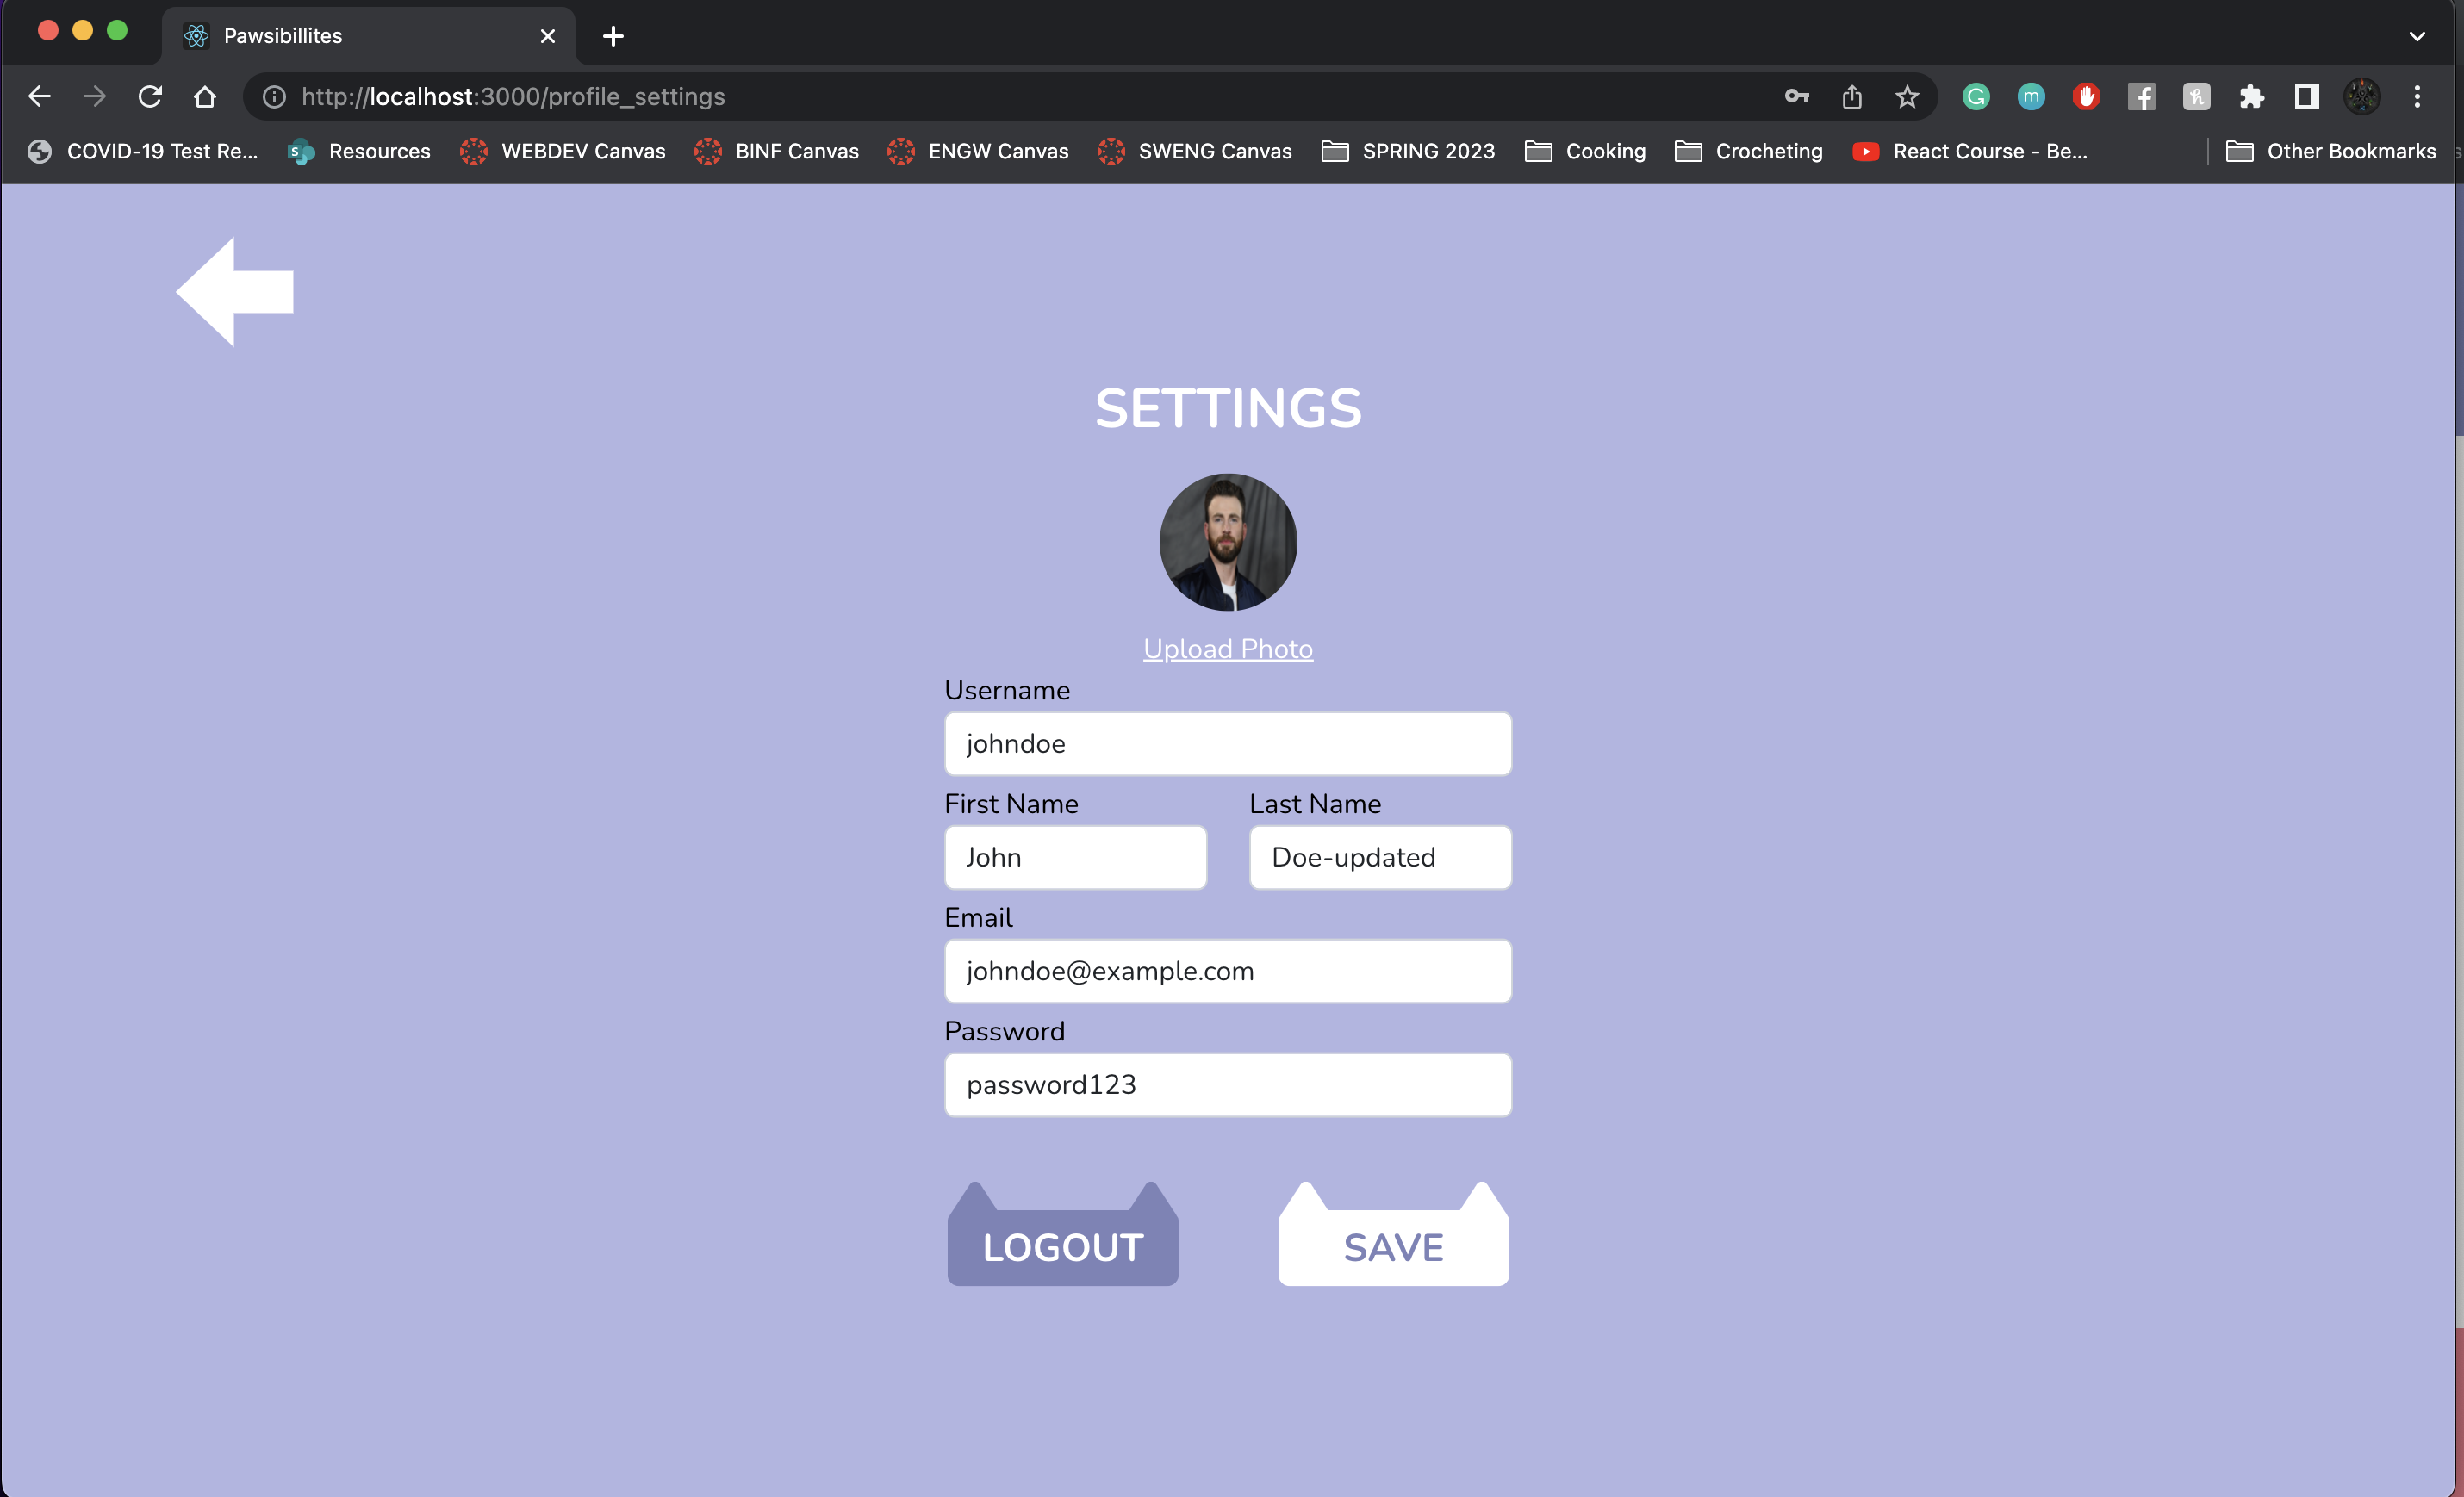 Pawsibillites
http://localhost:3000/profile_settings
COVID-19 Test Re... Resources WEBDEV Canvas BINF Canvas ENGW Canvas SWENG Canvas SPRING 2023 Cooking Crocheting React Course - Be... Other Bookmarks
SETTINGS
Upload Photo
Username
johndoe
First Name Last Name
John Doe-updated
Email
johndoe@example.com
Password
password123
LOGOUT SAVE